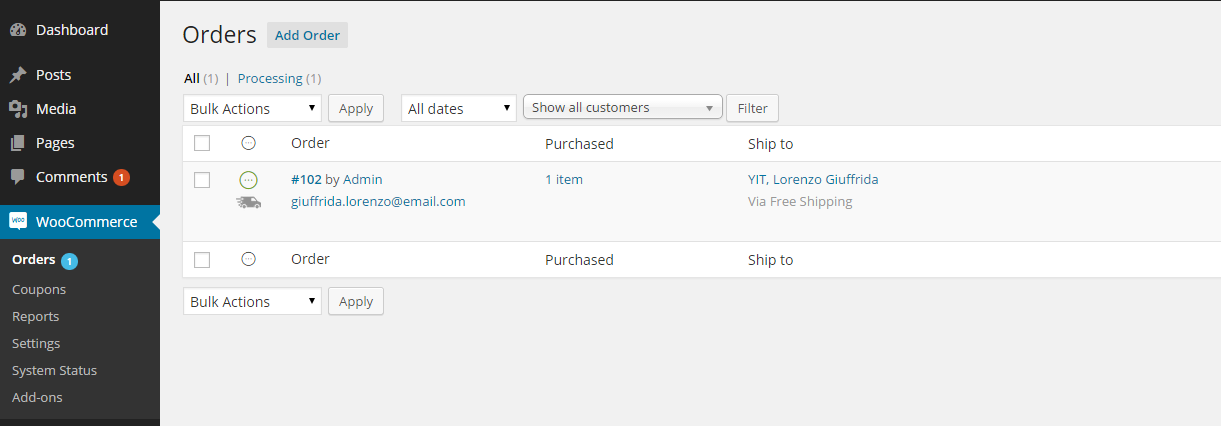 Dashboard
Posts
Media
Pages
Comments 1
WooCommerce
Orders 1
Coupons
Reports
Settings
System Status
Add-ons
Orders Add Order
All (1) | Processing (1)
Bulk Actions Apply All dates Show all customers Filter
Order Purchased Ship to
#102 by Admin 1 item YIT, Lorenzo Giuffrida
giuffrida.lorenzo@email.com Via Free Shipping
Order Purchased Ship to
Bulk Actions Apply